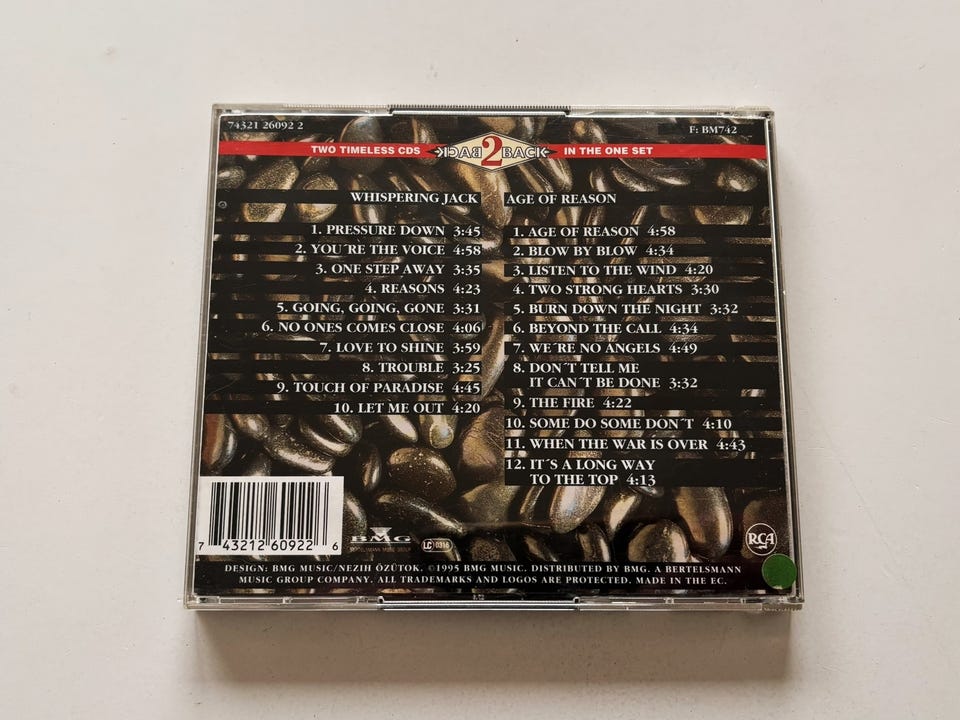 74321 26092 2
F: BM742
TWO TIMELESS CDS BACK 2 BACK IN THE ONE SET
WHISPERING JACK
1. PRESSURE DOWN 3:45
2. YOU´RE THE VOICE 4:58
3. ONE STEP AWAY 3:35
4. REASONS 4:23
5. GOING, GOING, GONE 3:31
6. NO ONES COMES CLOSE 4:06
7. LOVE TO SHINE 3:59
8. TROUBLE 3:25
9. TOUCH OF PARADISE 4:45
10. LET ME OUT 4:20
AGE OF REASON
1. AGE OF REASON 4:58
2. BLOW BY BLOW 4:34
3. LISTEN TO THE WIND 4:20
4. TWO STRONG HEARTS 3:30
5. BURN DOWN THE NIGHT 3:32
6. BEYOND THE CALL 4:34
7. WE´RE NO ANGELS 4:49
8. DON´T TELL ME
IT CAN´T BE DONE 3:32
9. THE FIRE 4:22
10. SOME DO SOME DON´T 4:10
11. WHEN THE WAR IS OVER 4:43
12. IT´S A LONG WAY
TO THE TOP 4:13
7 43212 60922 6
BMG
BERTELSMANN MUSIC GROUP
LC 0316
RCA
DESIGN: BMG MUSIC/NEZIH ÖZÜTOK. ©1995 BMG MUSIC. DISTRIBUTED BY BMG. A BERTELSMANN
MUSIC GROUP COMPANY. ALL TRADEMARKS AND LOGOS ARE PROTECTED. MADE IN THE EC.